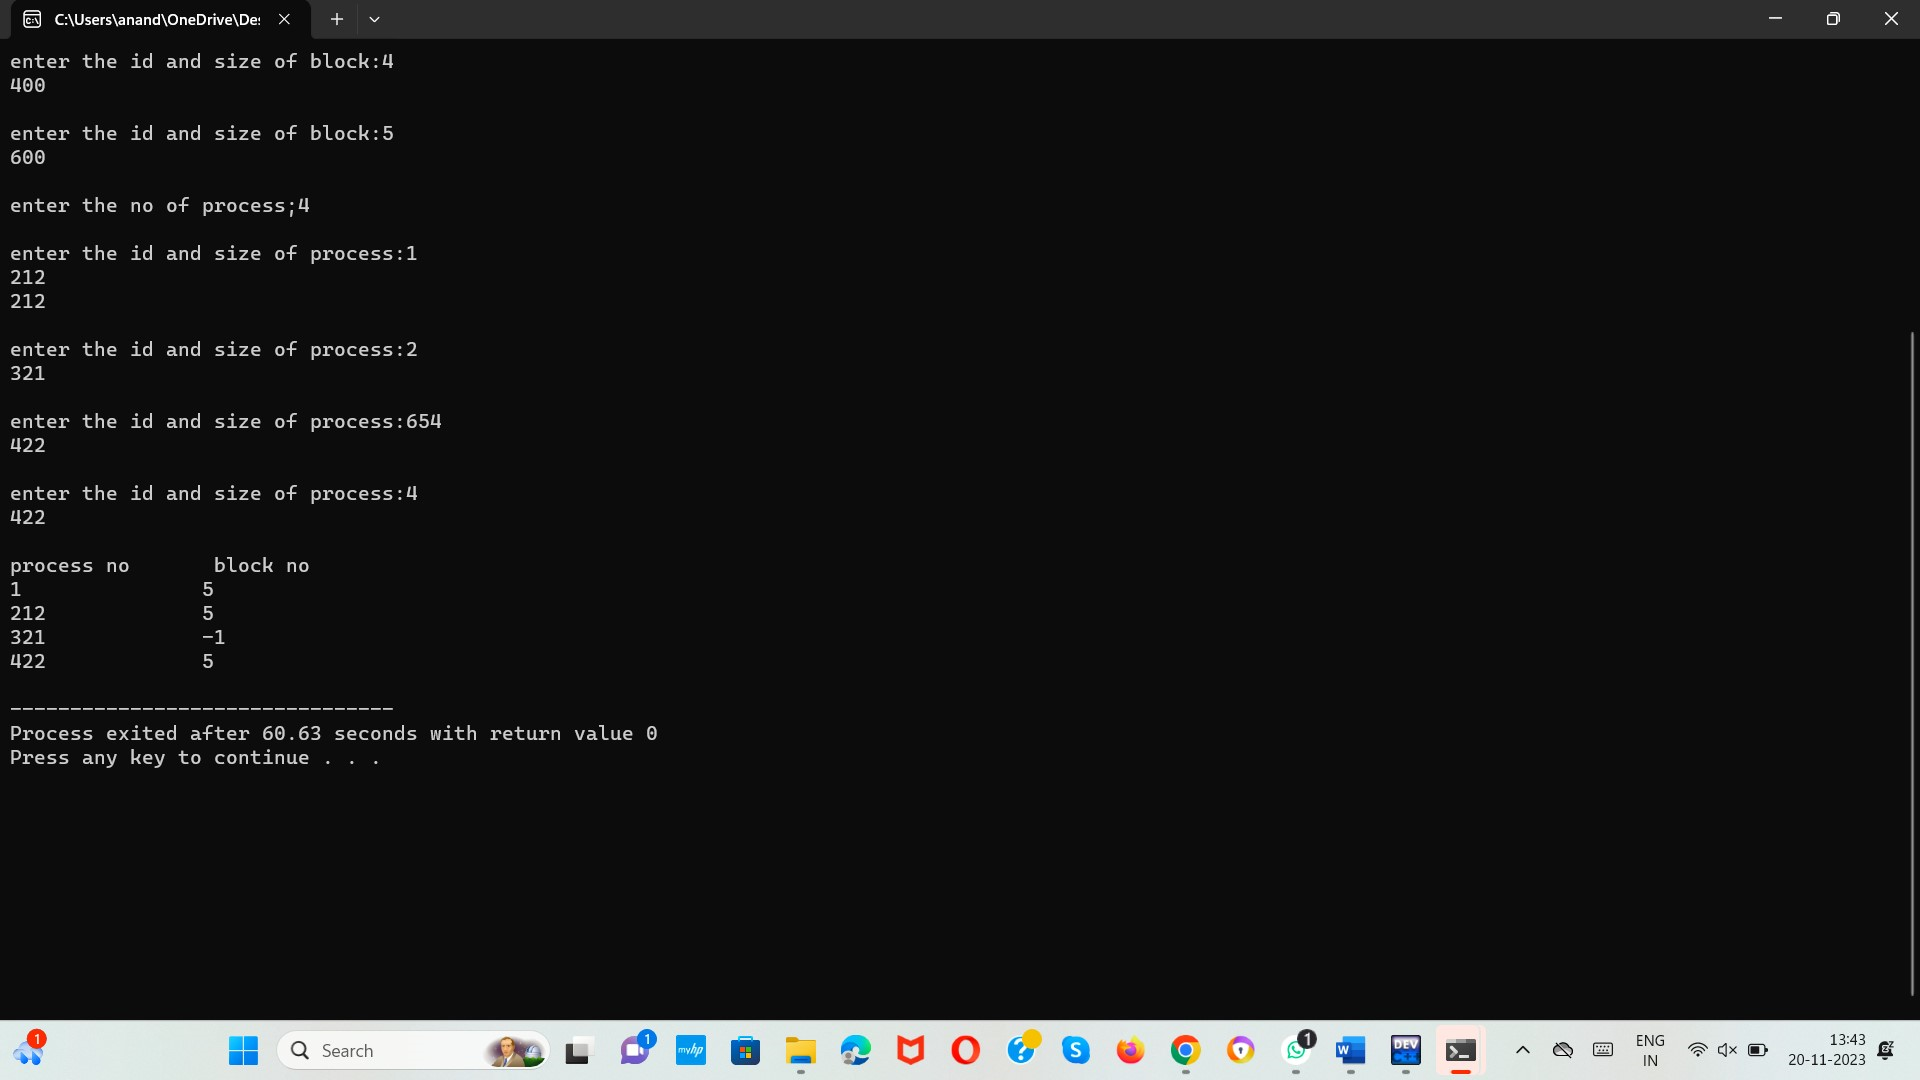 C:\Users\anand\OneDrive\De
enter the id and size of block:4
400
enter the id and size of block:5
600
enter the no of process;4
enter the id and size of process:1
212
212
enter the id and size of process:2
321
enter the id and size of process:654
422
enter the id and size of process:4
422
process no       block no
1               5
212             5
321             -1
422             5
--------------------------------
Process exited after 60.63 seconds with return value 0
Press any key to continue . . .
1
Search
1
myhp
?
S
1
W
DEV
C++
ENG
IN
13:43
20-11-2023